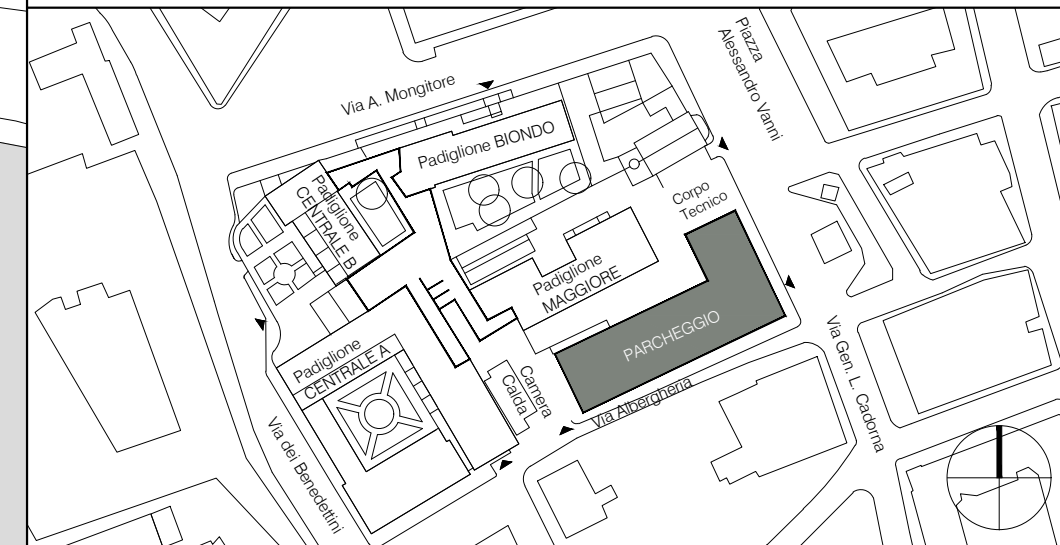 Piazza
Alessandro Vanni
Via A. Mongitore
Padiglione BIONDO
Padiglione
CENTRALE B
Corpo
Tecnico
Padiglione
MAGGIORE
PARCHEGGIO
Padiglione
CENTRALE A
Camera
Calda
Via Albergheria
Via Gen. L. Cadorna
Via dei Benedettini